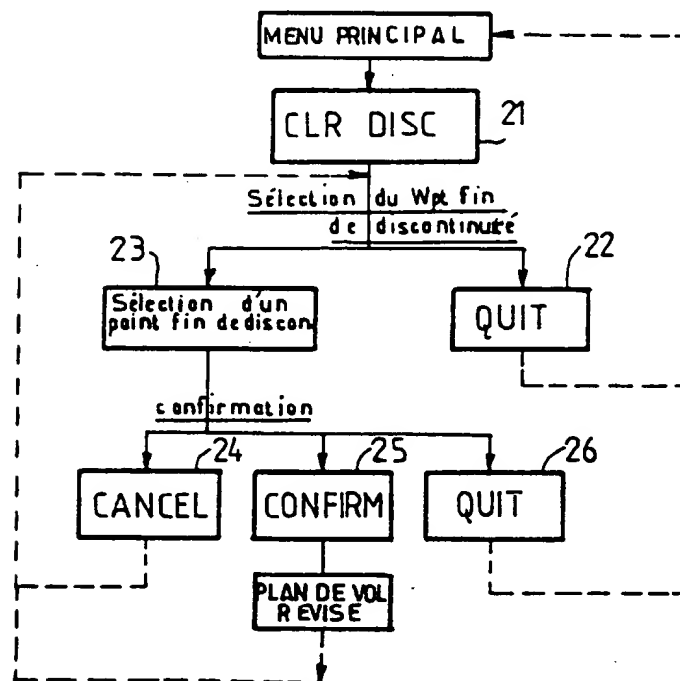 MENU PRINCIPAL
CLR DISC
21
Sélection du Wpt fin
de discontinuité
23
22
Sélection d'un
point fin de discon
QUIT
confirmation
24
25
26
CANCEL
CONFIRM
QUIT
PLAN DE VOL
REVISE